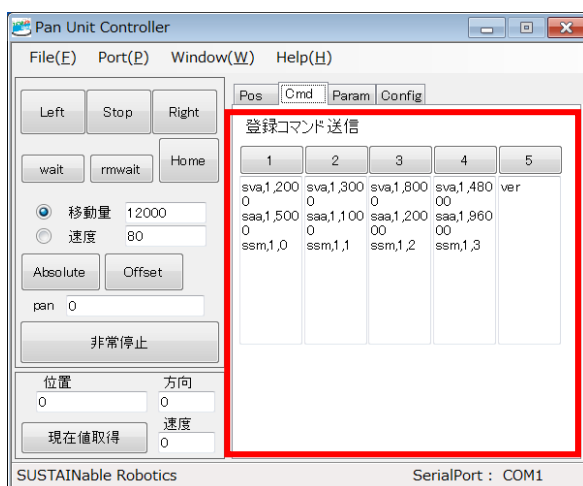 Pan Unit Controller
File(F) Port(P) Window(W) Help(H)
Left Stop Right
wait rmwait Home
移動量 12000
速度 80
Absolute Offset
pan 0
非常停止
位置 方向
0 0
現在値取得 速度
0
Pos Cmd Param Config
登録コマンド送信
1 2 3 4 5
sva,1,200 sva,1,300 sva,1,800 sva,1,480 ver
0 0 0 00
saa,1,500 saa,1,100 saa,1,200 saa,1,960
0 0 00 00
ssm,1,0 ssm,1,1 ssm,1,2 ssm,1,3
SUSTAINable Robotics SerialPort : COM1